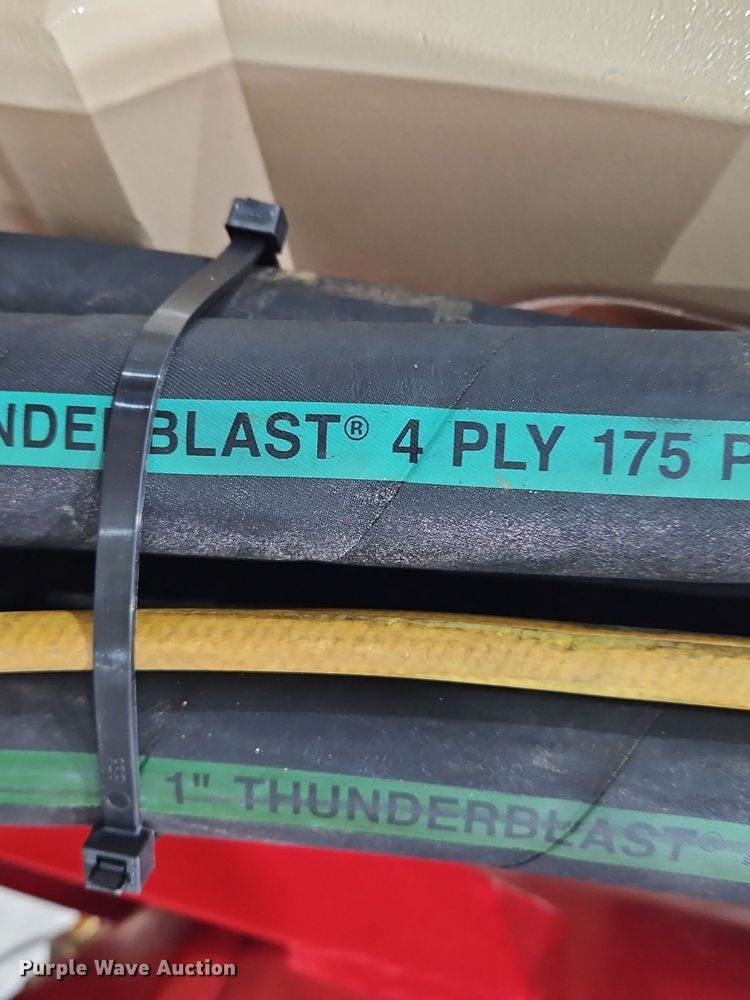 NDERBLAST® 4 PLY 175 P
1" THUNDERBLAST®
Purple Wave Auction